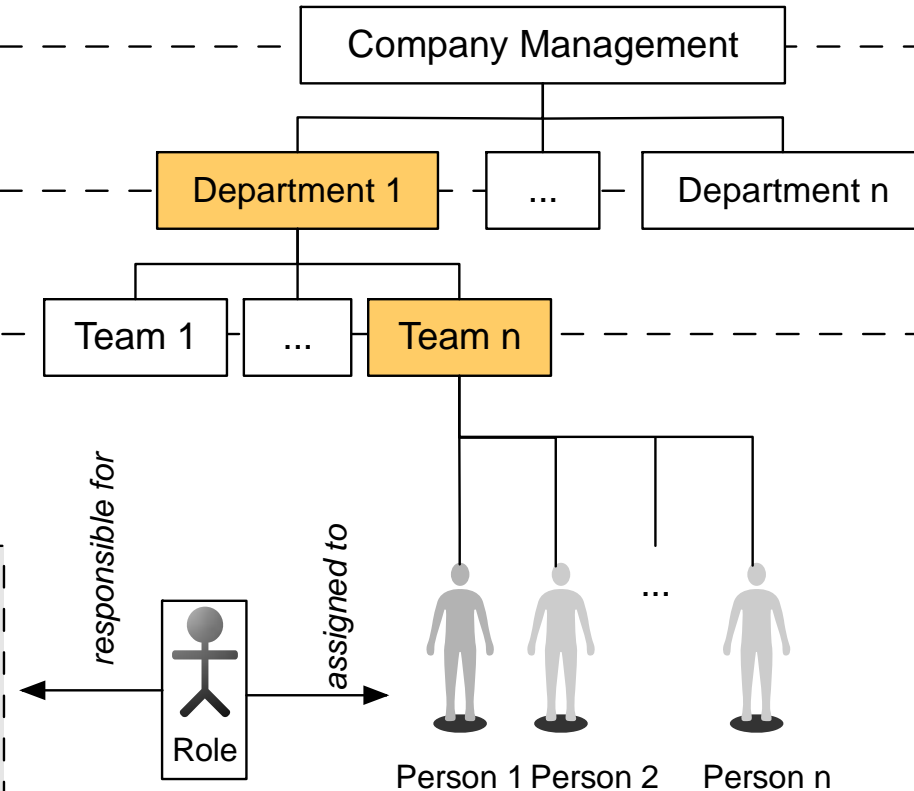 Company Management
Department 1
...
Department n
Team 1
...
Team n
responsible for
assigned to
...
Role
Person 1
Person 2
Person n